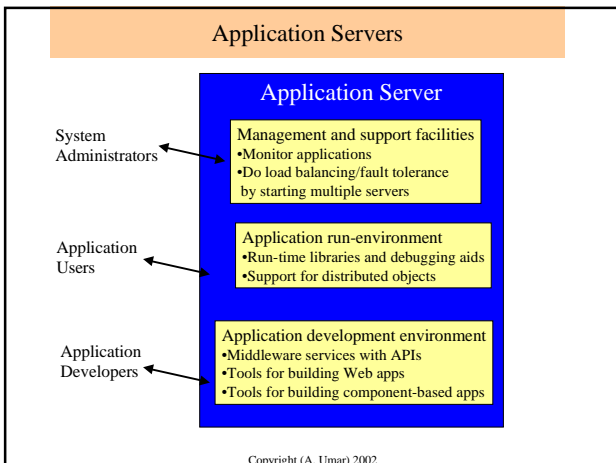 Application Servers
Application Server
System
Administrators
Management and support facilities
•Monitor applications
•Do load balancing/fault tolerance
by starting multiple servers
Application
Users
Application run-environment
•Run-time libraries and debugging aids
•Support for distributed objects
Application
Developers
Application development environment
•Middleware services with APIs
•Tools for building Web apps
•Tools for building component-based apps
Copyright (A. Umar) 2002